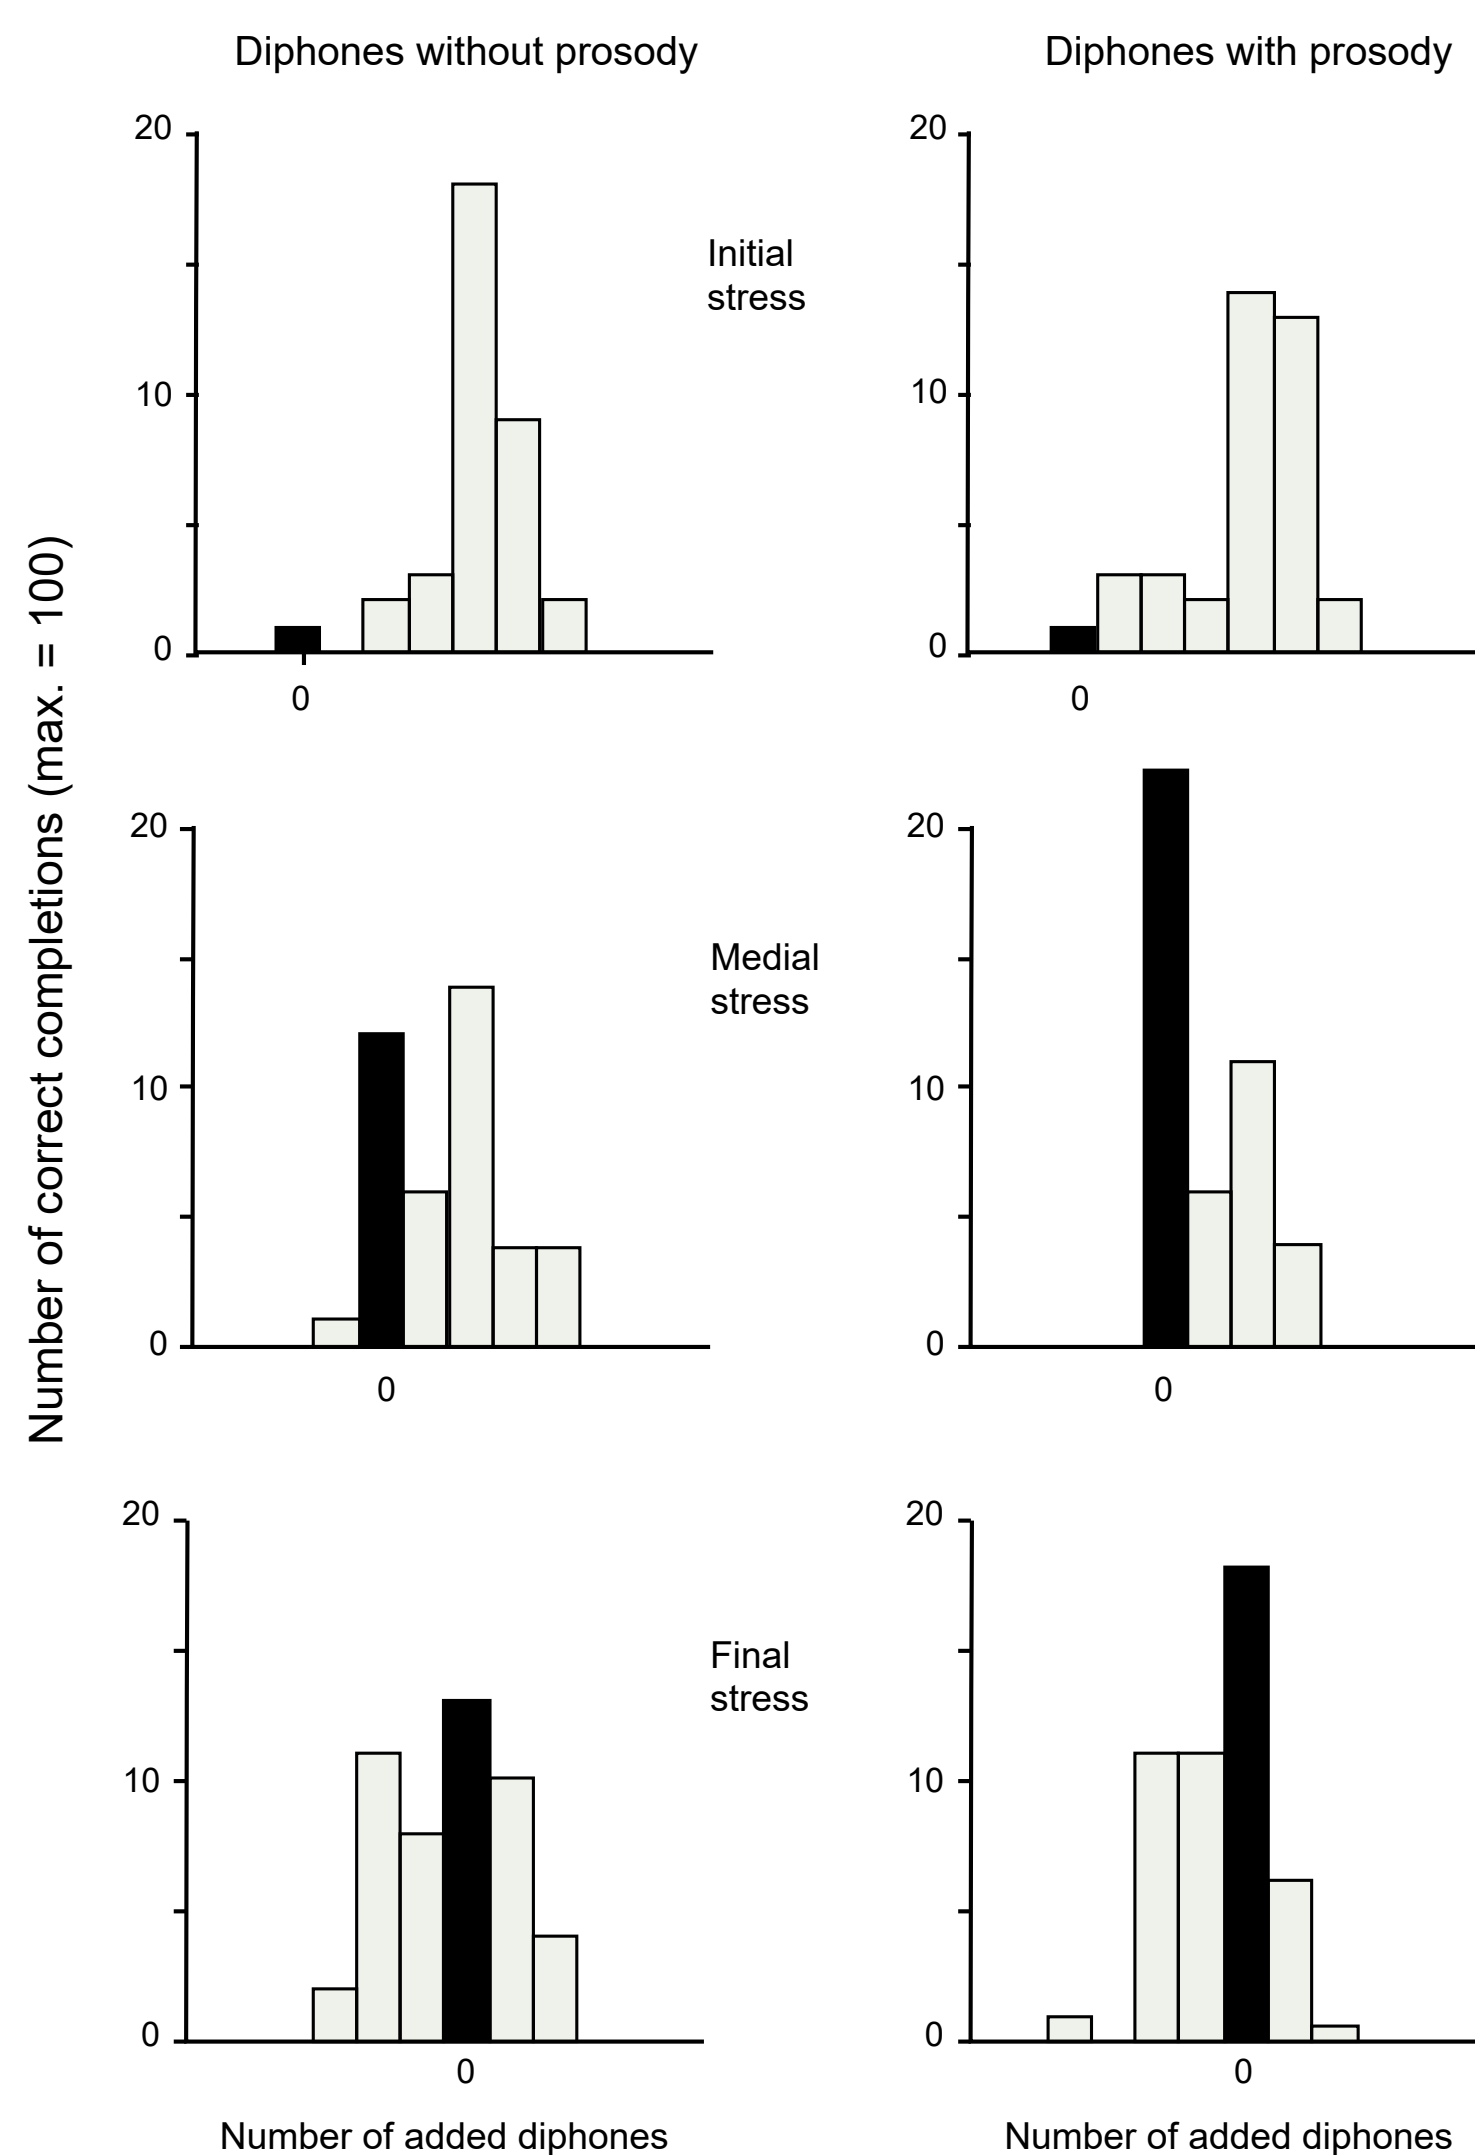 Diphones without prosody
Diphones with prosody
Number of correct completions (max. = 100)
20
10
0
0
Initial
stress
20
10
0
0
20
10
0
0
Medial
stress
20
10
0
0
20
10
0
0
Number of added diphones
Final
stress
20
10
0
0
Number of added diphones